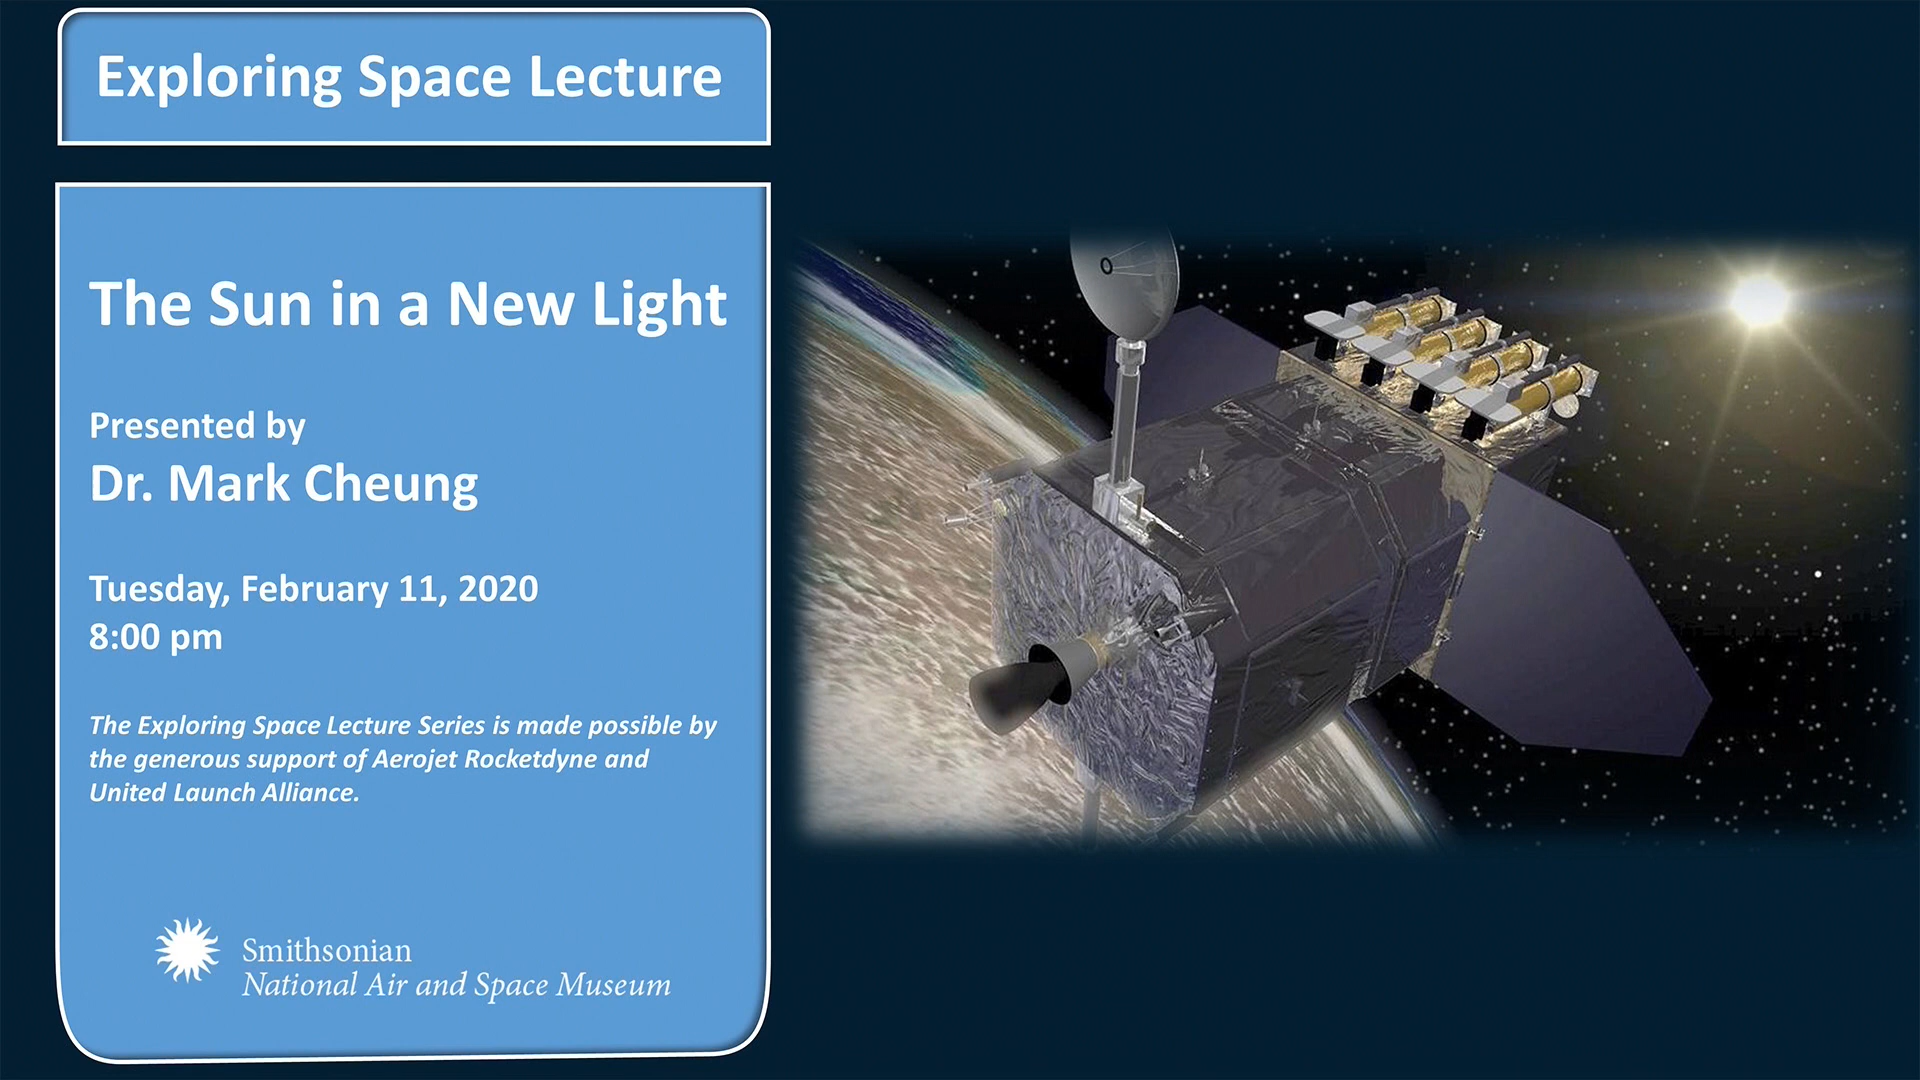 Exploring Space Lecture
The Sun in a New Light
Presented by
Dr. Mark Cheung
Tuesday, February 11, 2020
8:00 pm
The Exploring Space Lecture Series is made possible by
the generous support of Aerojet Rocketdyne and
United Launch Alliance.
Smithsonian
National Air and Space Museum